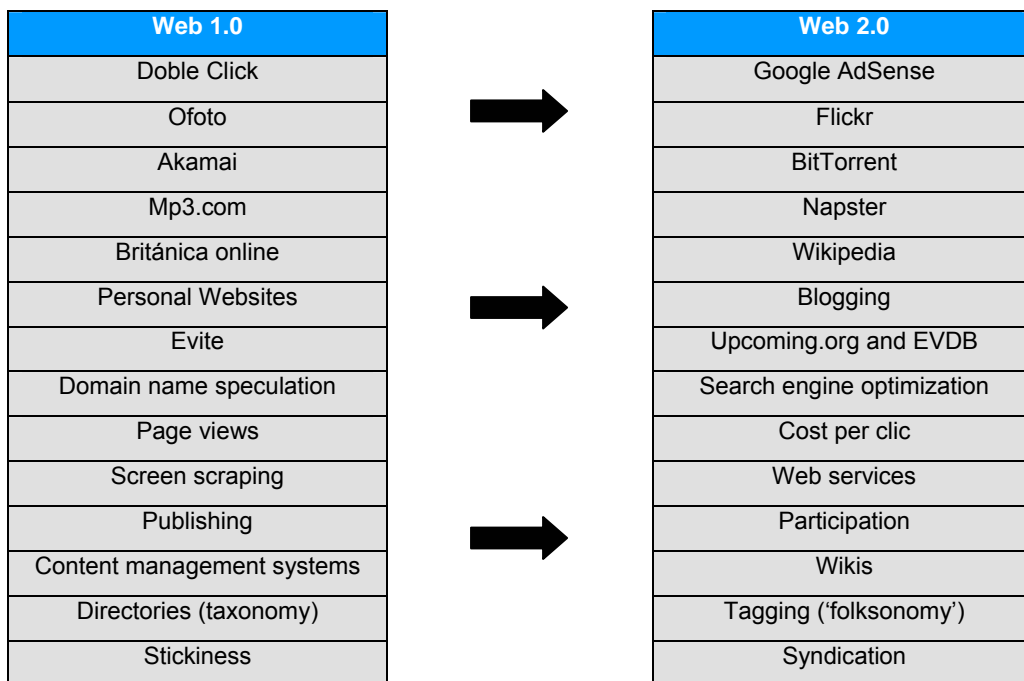 Web 1.0
Doble Click
Ofoto
Akamai
Mp3.com
Británica online
Personal Websites
Evite
Domain name speculation
Page views
Screen scraping
Publishing
Content management systems
Directories (taxonomy)
Stickiness
Web 2.0
Google AdSense
Flickr
BitTorrent
Napster
Wikipedia
Blogging
Upcoming.org and EVDB
Search engine optimization
Cost per clic
Web services
Participation
Wikis
Tagging (‘folksonomy’)
Syndication